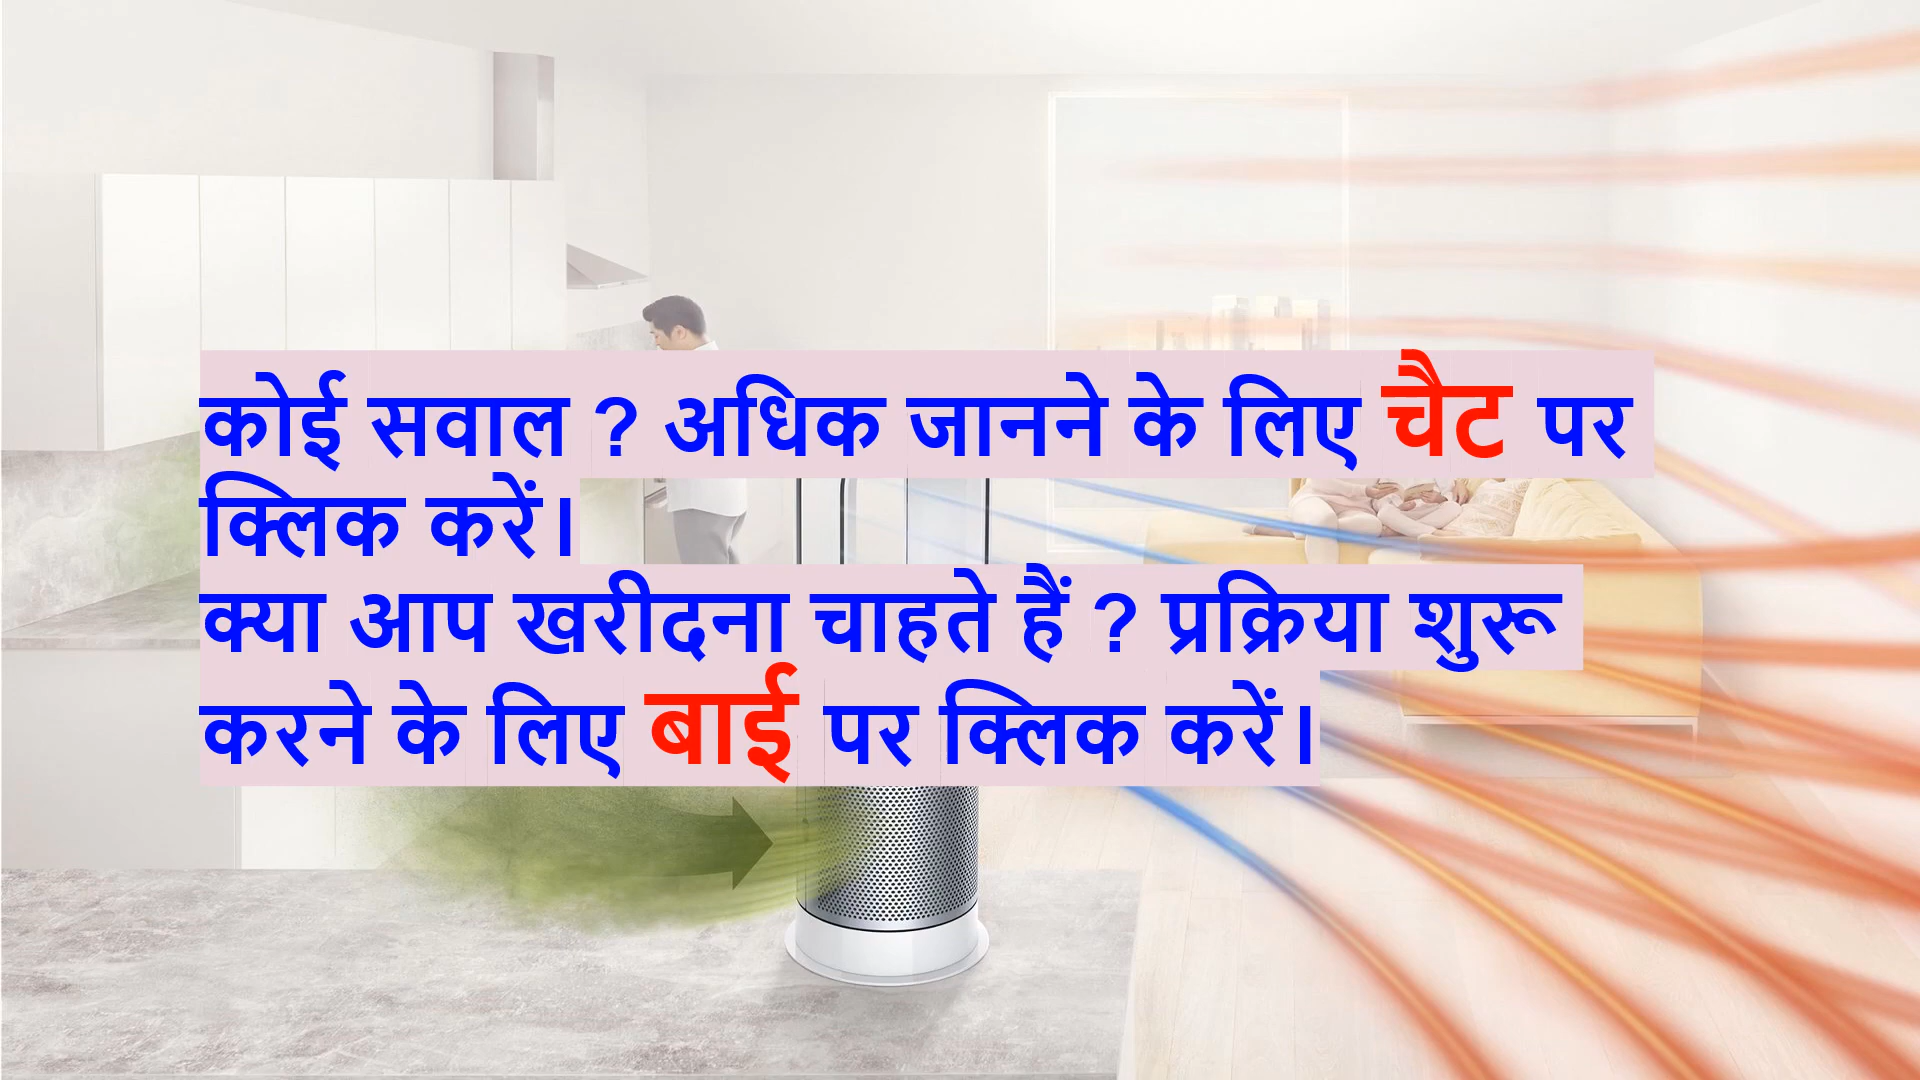 कोई सवाल ? अधिक जानने के लिए चैट पर
क्लिक करें।
क्या आप खरीदना चाहते हैं ? प्रक्रिया शुरू
करने के लिए बाई पर क्लिक करें।